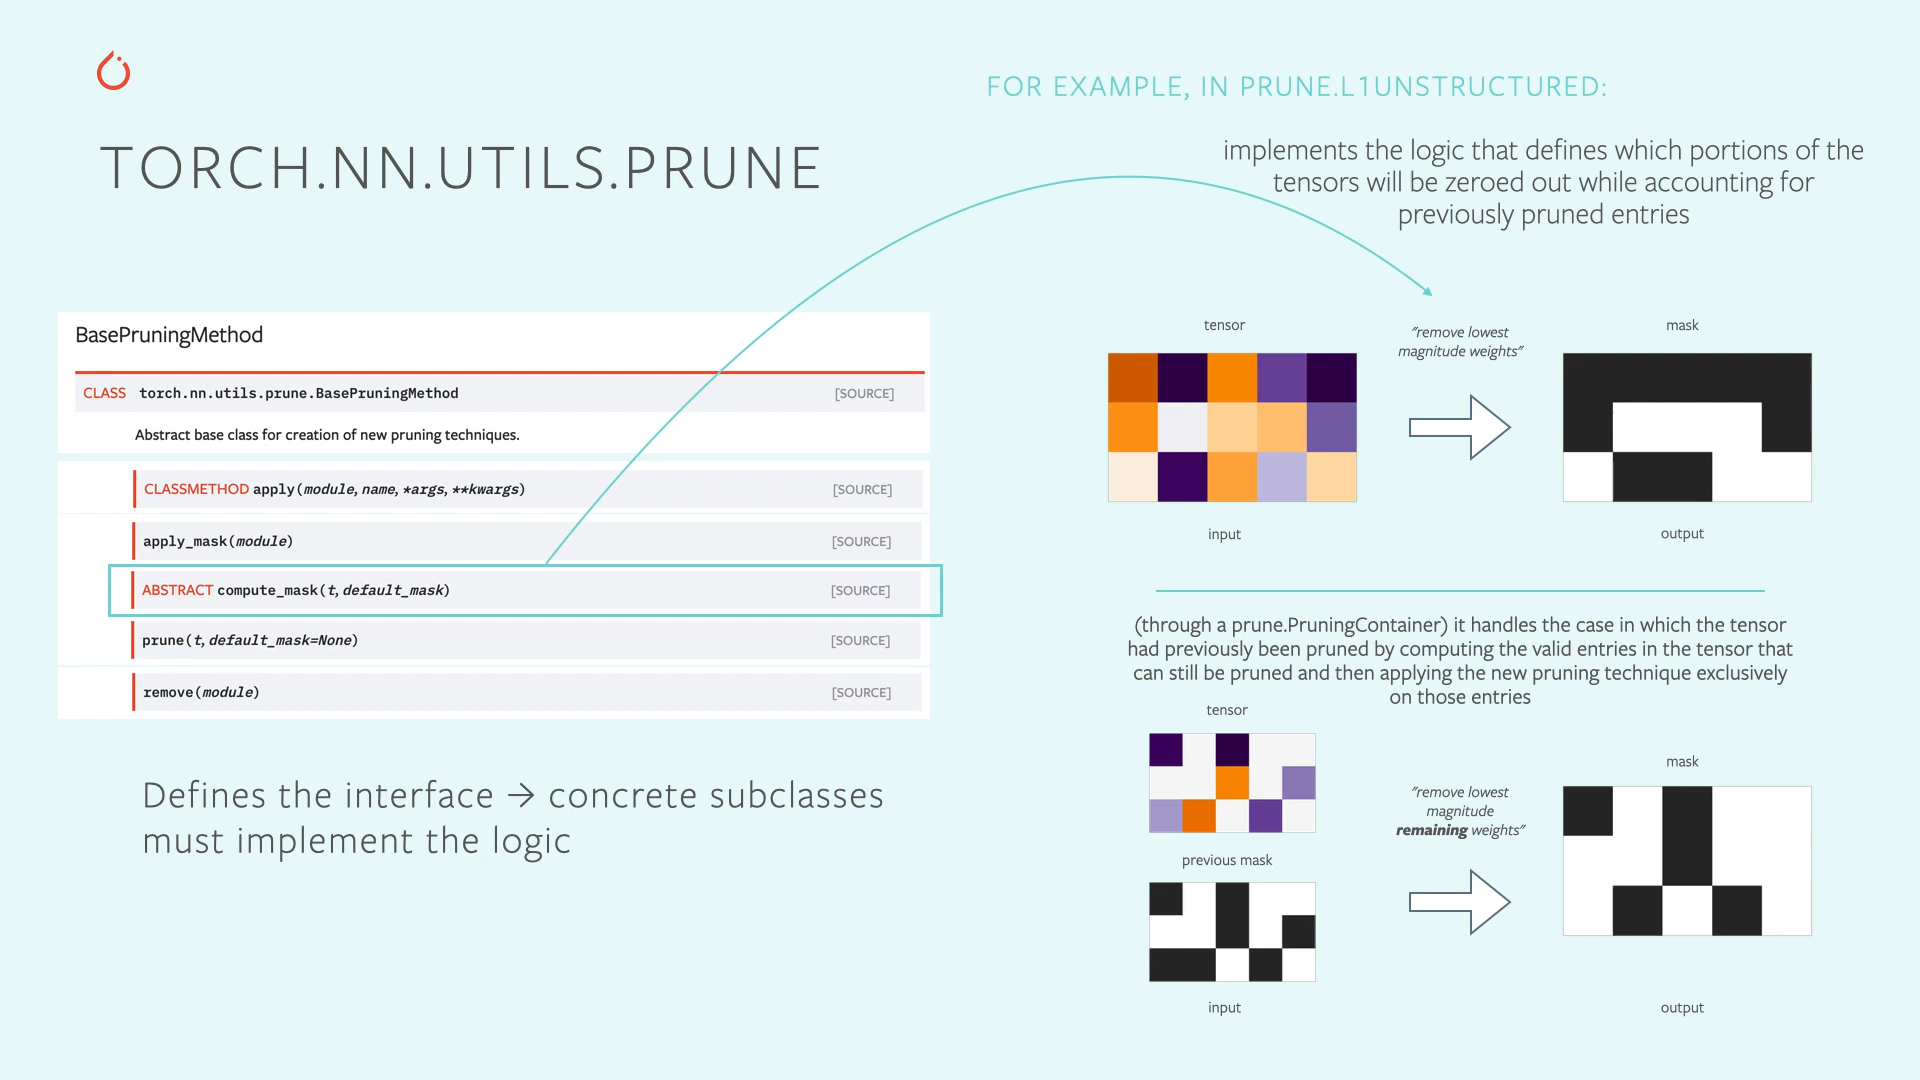 TORCH.NN.UTILS.PRUNE
BasePruningMethod
CLASS torch.nn.utils.prune.BasePruningMethod [SOURCE]
Abstract base class for creation of new pruning techniques.
CLASSMETHOD apply(module, name, *args, **kwargs) [SOURCE]
apply_mask(module) [SOURCE]
ABSTRACT compute_mask(t, default_mask) [SOURCE]
prune(t, default_mask=None) [SOURCE]
remove(module) [SOURCE]
Defines the interface → concrete subclasses
must implement the logic
FOR EXAMPLE, IN PRUNE.L1UNSTRUCTURED:
implements the logic that defines which portions of the
tensors will be zeroed out while accounting for
previously pruned entries
tensor
"remove lowest
magnitude weights"
mask
input
output
(through a prune.PruningContainer) it handles the case in which the tensor
had previously been pruned by computing the valid entries in the tensor that
can still be pruned and then applying the new pruning technique exclusively
on those entries
tensor
previous mask
input
"remove lowest
magnitude
remaining weights"
mask
output